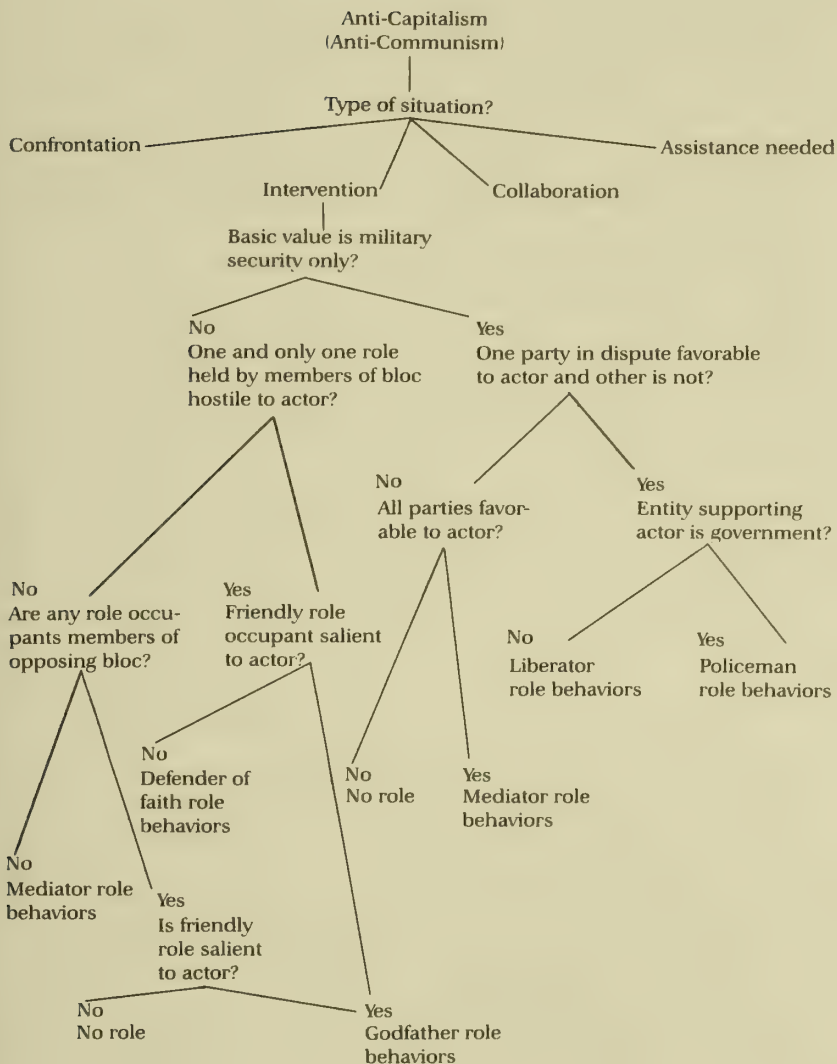 Anti-Capitalism
(Anti-Communism)
Type of situation?
Confrontation
Assistance needed
Intervention
Collaboration
Basic value is military
security only?
No
One and only one role
held by members of bloc
hostile to actor?
Yes
One party in dispute favorable
to actor and other is not?
No
All parties favor-
able to actor?
Yes
Entity supporting
actor is government?
No
Are any role occu-
pants members of
opposing bloc?
Yes
Friendly role
occupant salient
to actor?
No
Liberator
role behaviors
Yes
Policeman
role behaviors
No
Defender of
faith role
behaviors
No
No role
Yes
Mediator role
behaviors
No
Mediator role
behaviors
Yes
Is friendly
role salient
to actor?
No
No role
Yes
Godfather role
behaviors